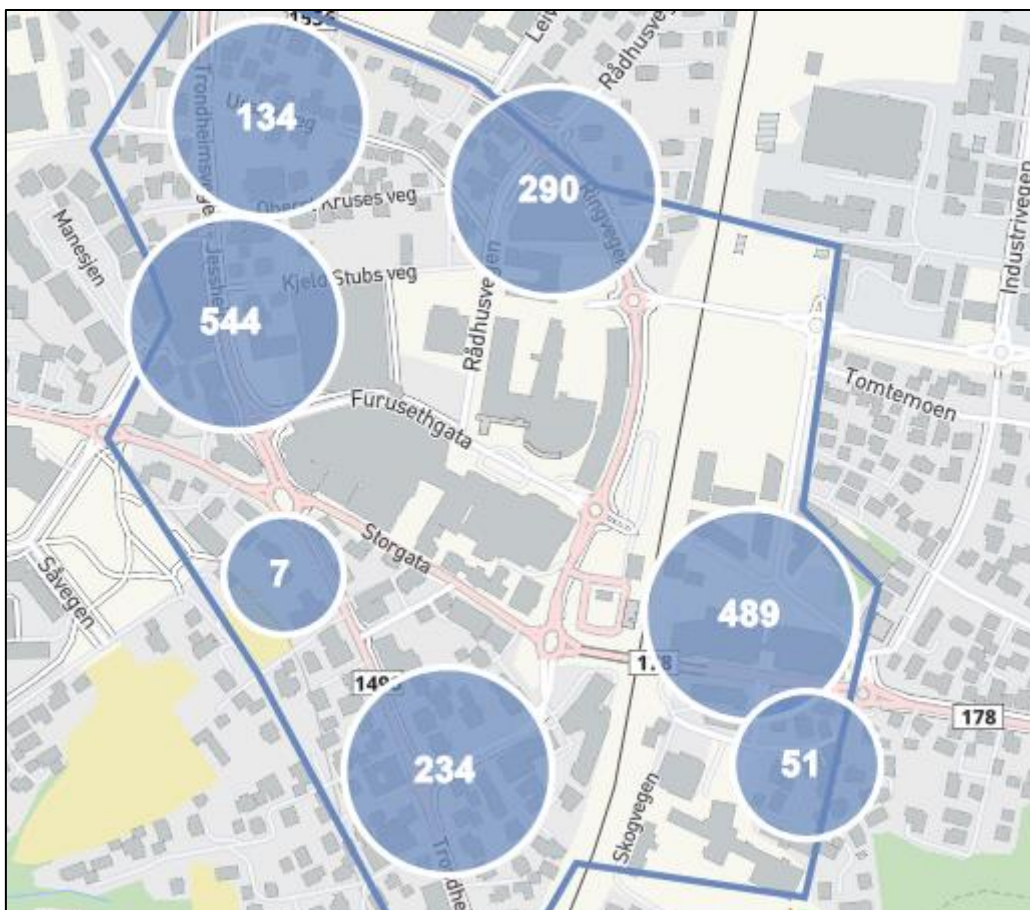 Rådhusveg
134
Oberst Kruses veg
290
Ringvegen
Manesjen
Industrivegen
Kjeld Stubs veg
544
Rådhusvegen
Tomtemoen
Furusethgata
Storgata
7
Såvegen
489
178
178
234
51
Skogvegen